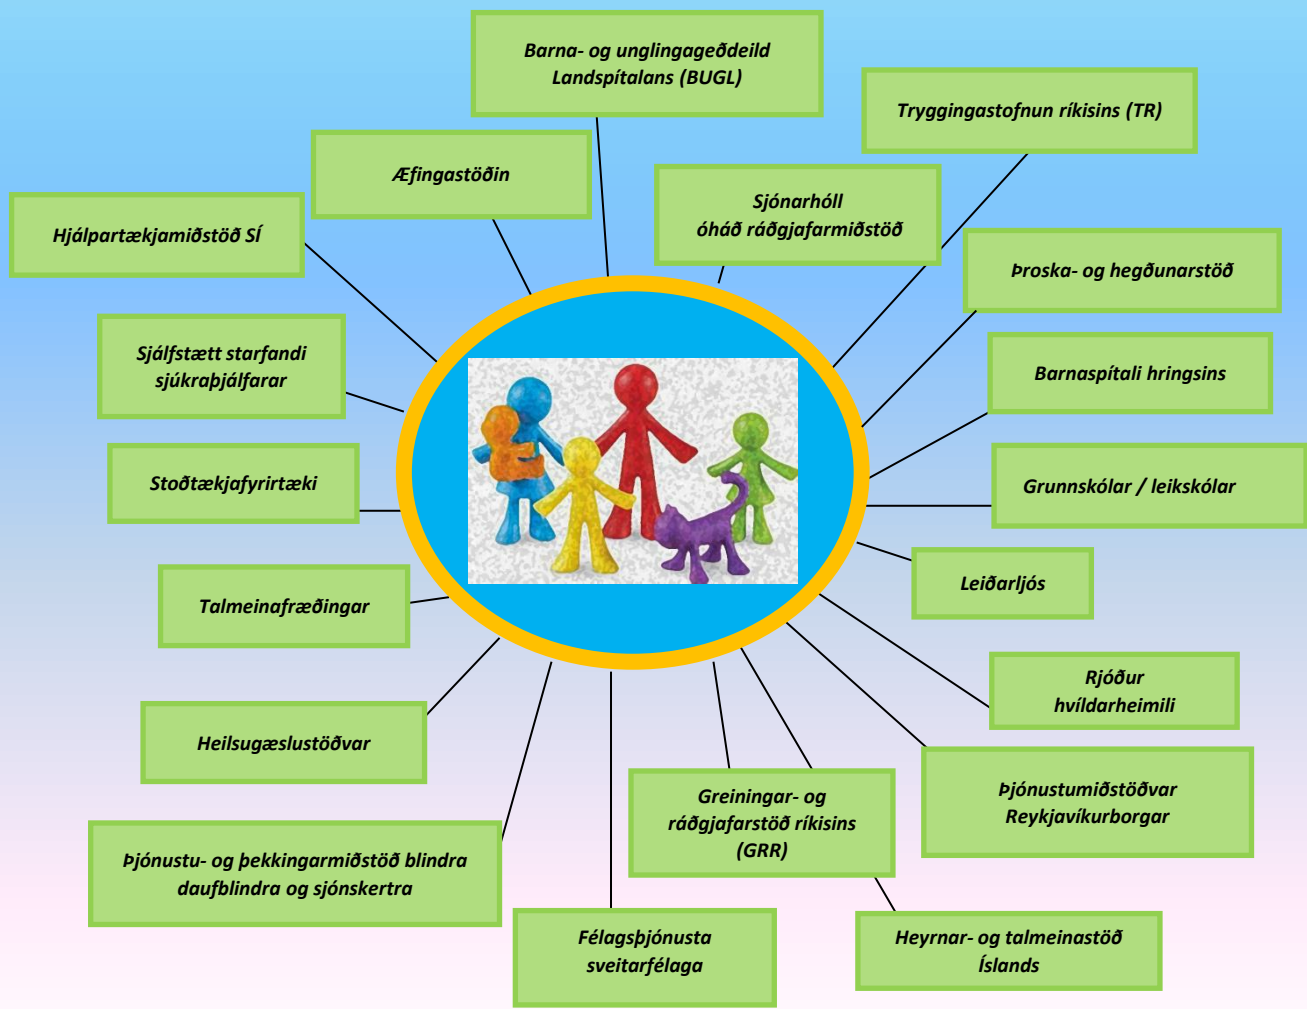 Barna- og unglingageðdeild
Landspítalans (BUGL)
Tryggingastofnun ríkisins (TR)
Æfingastöðin
Sjónarhóll
óháð ráðgjafarmiðstöð
Hjálpartækjamiðstöð SÍ
Þroska- og hegðunarstöð
Sjálfstætt starfandi
sjúkraþjálfarar
Barnaspítali hringsins
Stoðtækjafyrirtæki
Grunnskólar / leikskólar
Leiðarljós
Talmeinafræðingar
Rjóður
hvíldarheimili
Heilsugæslustöðvar
Þjónustumiðstöðvar
Reykjavíkurborgar
Greiningar- og
ráðgjafarstöð ríkisins
(GRR)
Þjónustu- og þekkingarmiðstöð blindra
daufblindra og sjónskertra
Félagsþjónusta
sveitarfélaga
Heyrnar- og talmeinastöð
Íslands